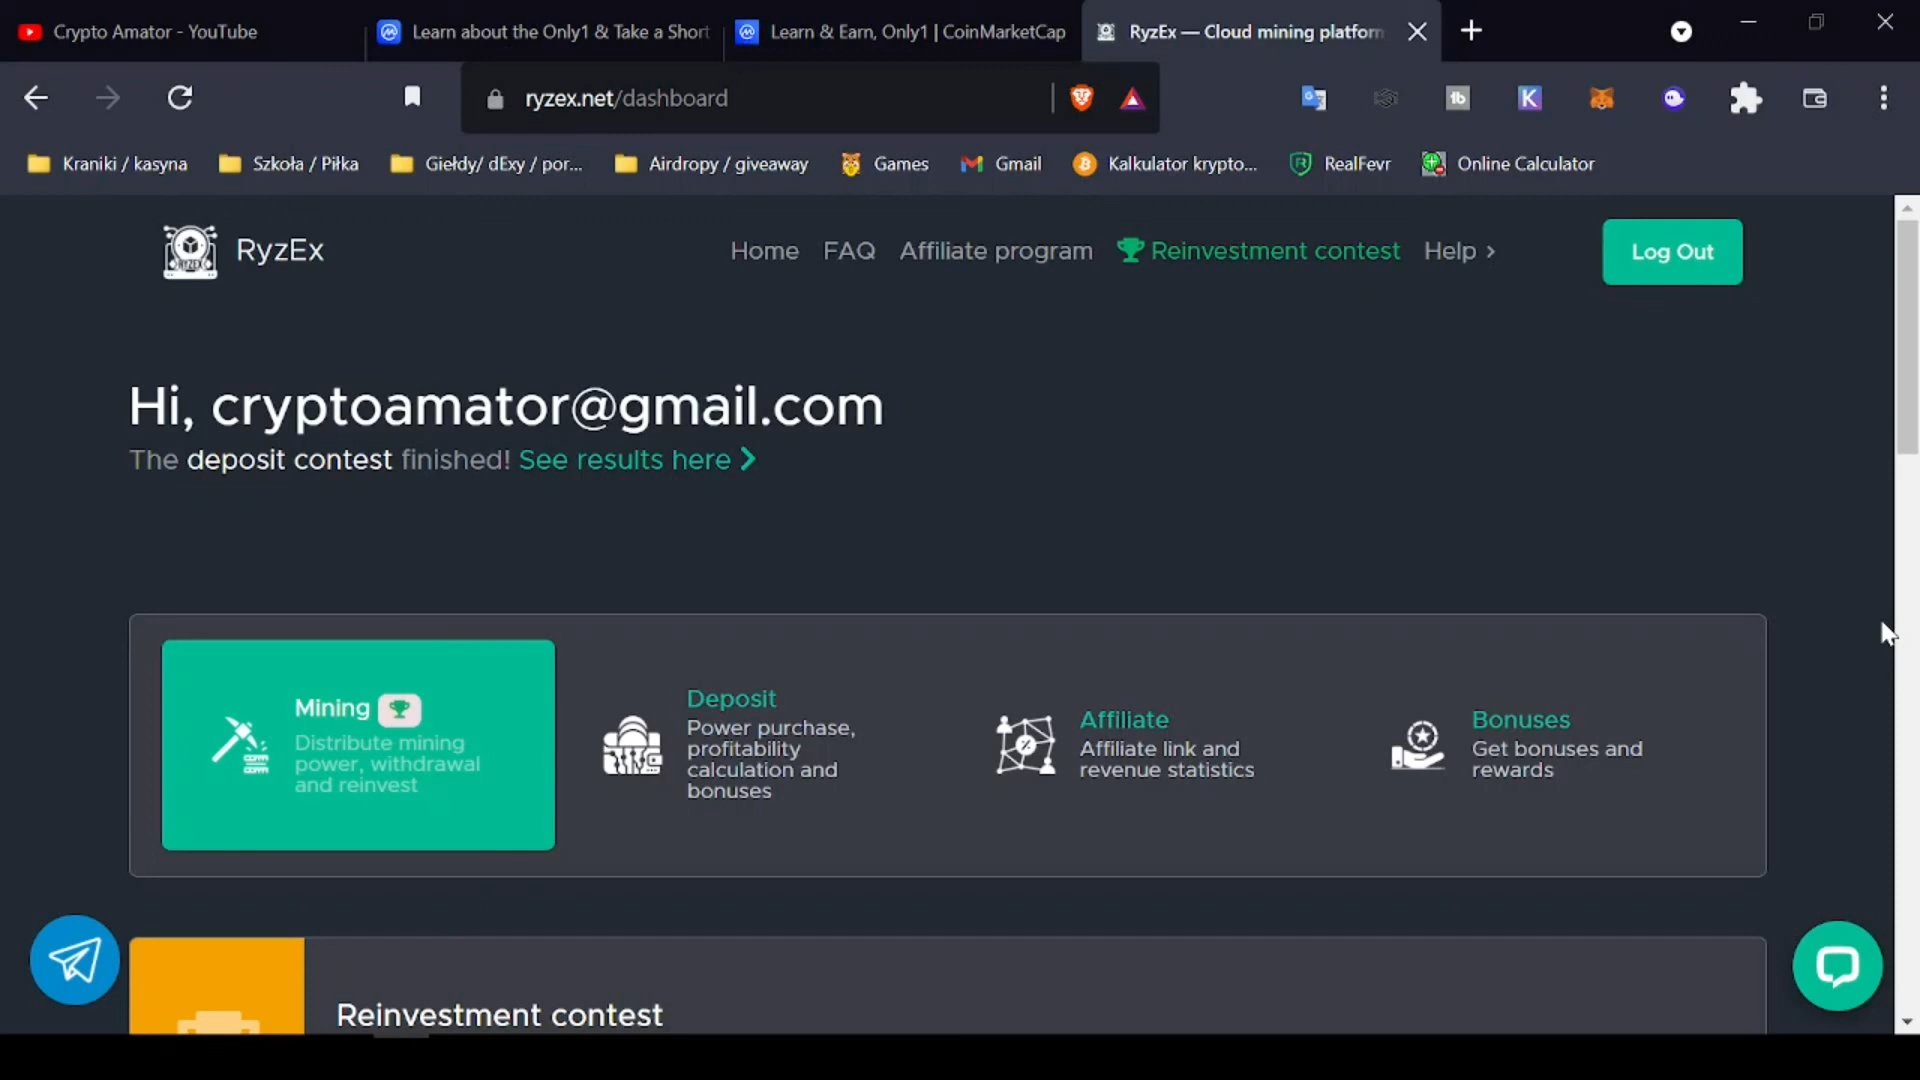 Crypto Amator - YouTube
Learn about the Only1 & Take a Short
Learn & Earn, Only1 | CoinMarketCap
RyzEx — Cloud mining platform
ryzex.net/dashboard
Kraniki / kasyna
Szkoła / Piłka
Giełdy/ dExy / por...
Airdropy / giveaway
Games
Gmail
Kalkulator krypto...
RealFevr
Online Calculator
RyzEx
Home
FAQ
Affiliate program
Reinvestment contest
Help >
Log Out
Hi, cryptoamator@gmail.com
The deposit contest finished! See results here >
Mining
Distribute mining
power, withdrawal
and reinvest
Deposit
Power purchase,
profitability
calculation and
bonuses
Affiliate
Affiliate link and
revenue statistics
Bonuses
Get bonuses and
rewards
Reinvestment contest